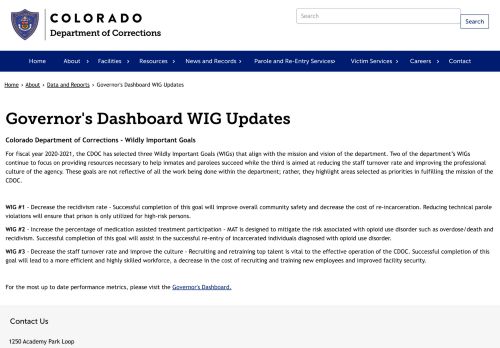 COLORADO
Department of Corrections
Search
Search
Home About › Facilities › Resources › News and Records › Parole and Re-Entry Services › Victim Services › Careers › Contact
Home › About › Data and Reports › Governor's Dashboard WIG Updates
Governor's Dashboard WIG Updates
Colorado Department of Corrections - Wildly Important Goals
For fiscal year 2020-2021, the CDOC has selected three Wildly Important Goals (WIGs) that align with the mission and vision of the department. Two of the department's WIGs
continue to focus on providing resources necessary to help inmates and parolees succeed while the third is aimed at reducing the staff turnover rate and improving the professional
culture of the agency. These goals are not reflective of all the work being done within the department; rather, they highlight areas selected as priorities in fulfilling the mission of the
CDOC.
WIG #1 - Decrease the recidivism rate - Successful completion of this goal will improve overall community safety and decrease the cost of re-incarceration. Reducing technical parole
violations will ensure that prison is only utilized for high-risk persons.
WIG #2 - Increase the percentage of medication assisted treatment participation - MAT is designed to mitigate the risk associated with opioid use disorder such as overdose/death and
recidivism. Successful completion of this goal will assist in the successful re-entry of incarcerated individuals diagnosed with opioid use disorder.
WIG #3 - Decrease the staff turnover rate and improve the culture - Recruiting and retraining top talent is vital to the effective operation of the CDOC. Successful completion of this
goal will lead to a more efficient and highly skilled workforce, a decrease in the cost of recruiting and training new employees and improved facility security.
For the most up to date performance metrics, please visit the Governor's Dashboard.
Contact Us
1250 Academy Park Loop